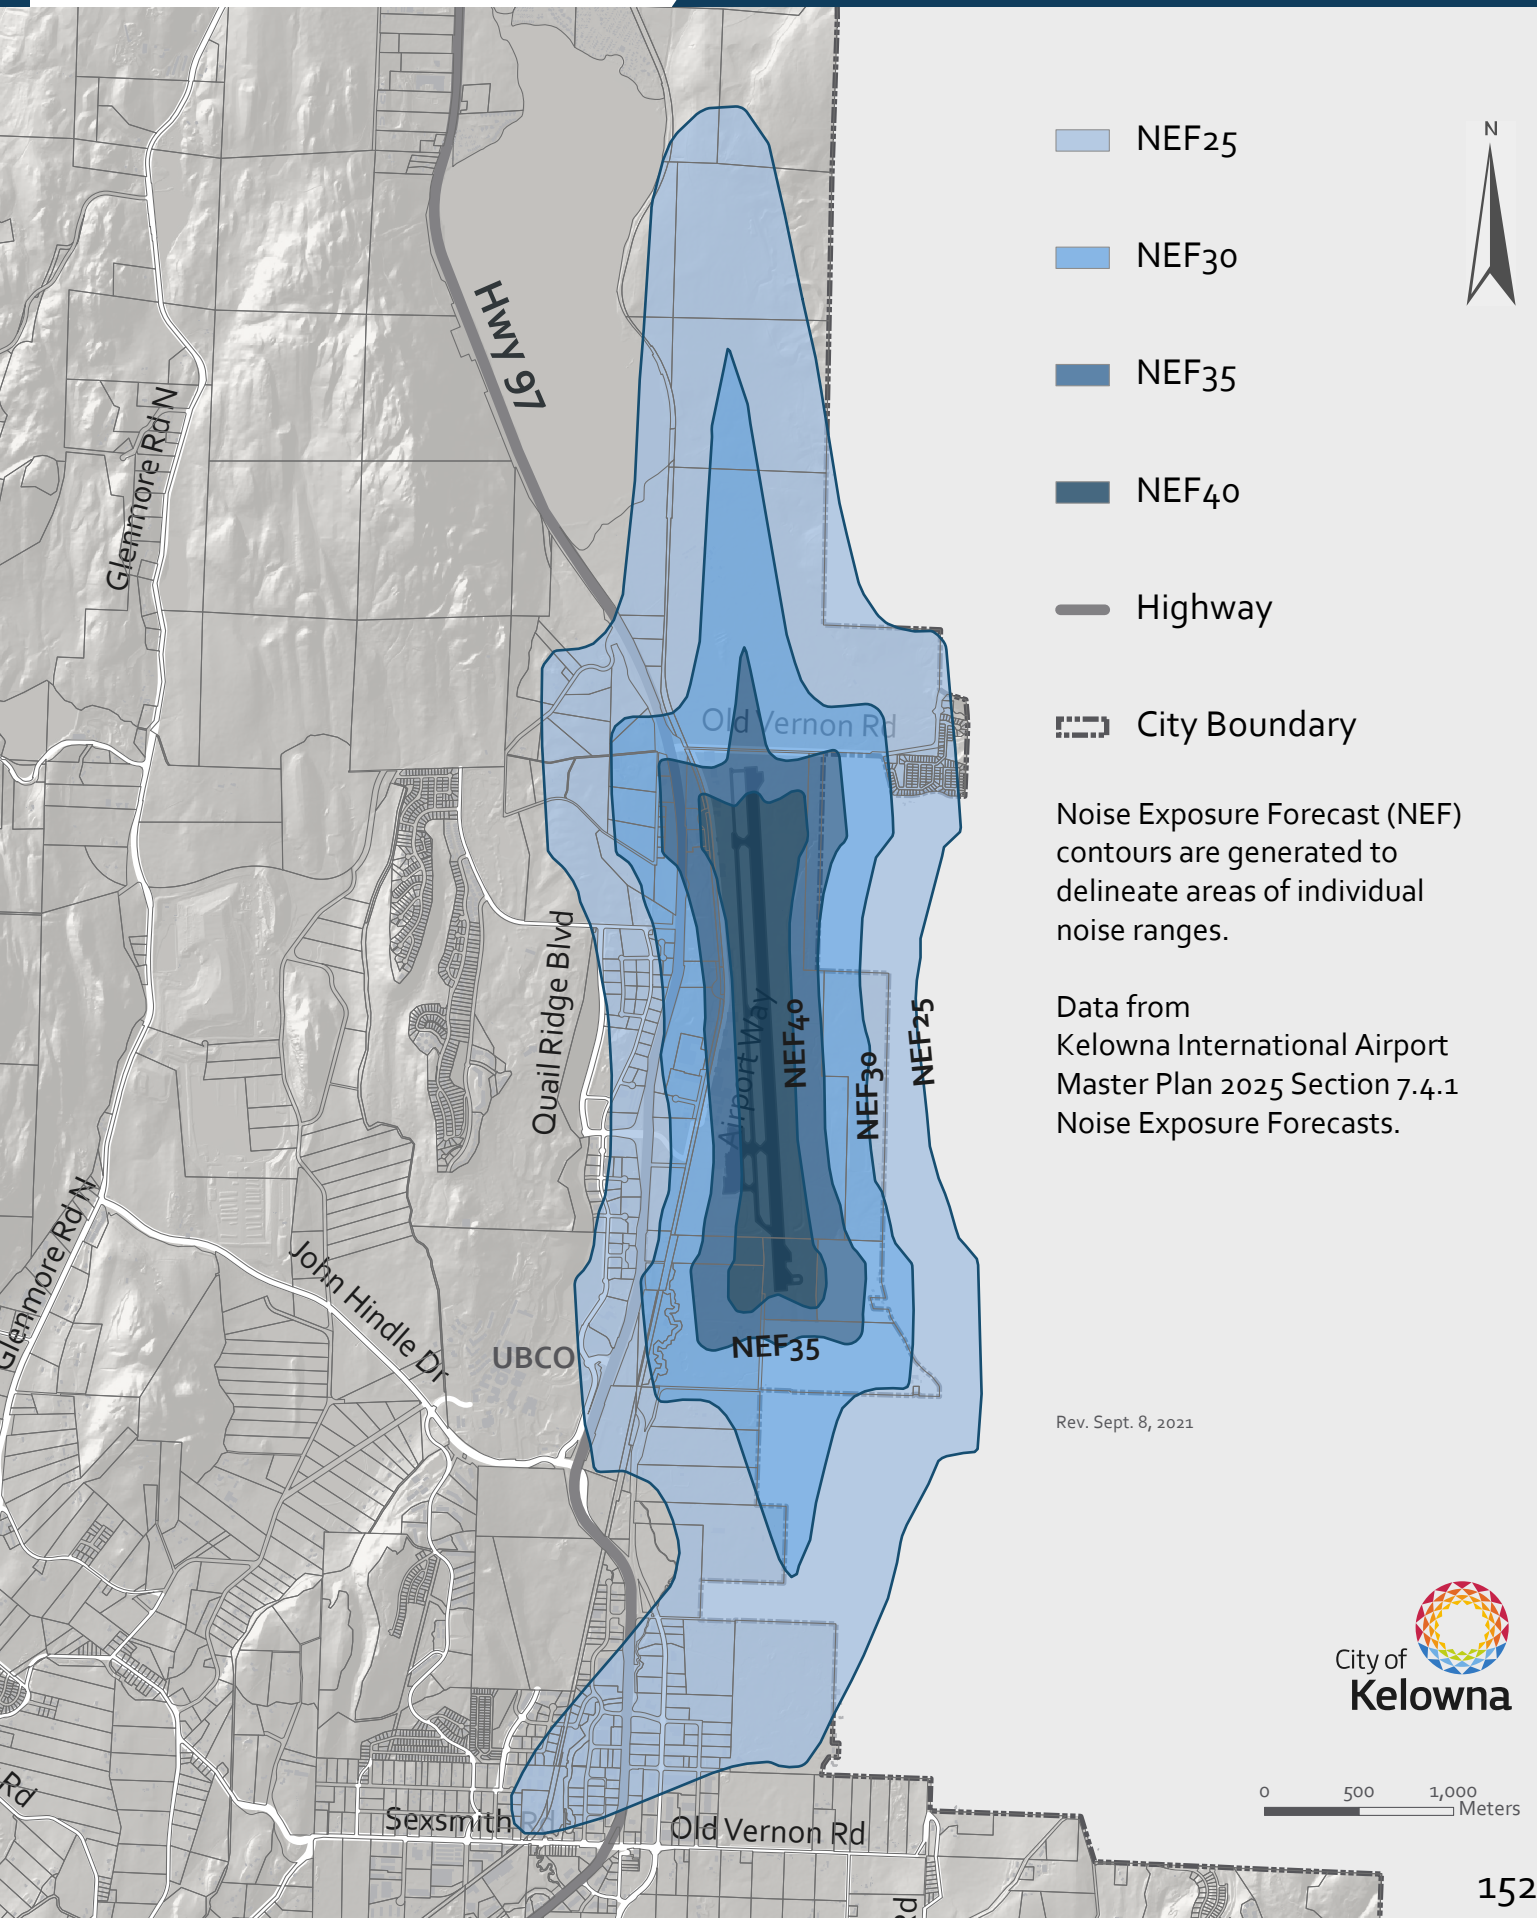 NEF25
N
NEF30
NEF35
NEF40
Highway
City Boundary
Noise Exposure Forecast (NEF)
contours are generated to
delineate areas of individual
noise ranges.
Data from
Kelowna International Airport
Master Plan 2025 Section 7.4.1
Noise Exposure Forecasts.
Rev. Sept. 8, 2021
Hwy 97
Glenmore Rd N
Old Vernon Rd
Quail Ridge Blvd
Airport Way
NEF40
NEF30
NEF25
Glenmore Rd N
John Hindle Dr
UBCO
NEF35
Rd
Sexsmith Rd
Old Vernon Rd
Rd
City of
Kelowna
0 500 1,000
Meters
152